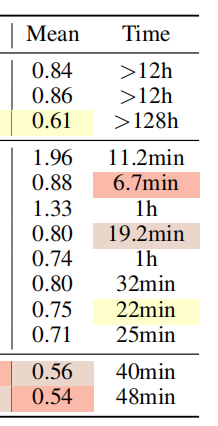 Mean Time
0.84 >12h
0.86 >12h
0.61 >128h
1.96 11.2min
0.88 6.7min
1.33 1h
0.80 19.2min
0.74 1h
0.80 32min
0.75 22min
0.71 25min
0.56 40min
0.54 48min